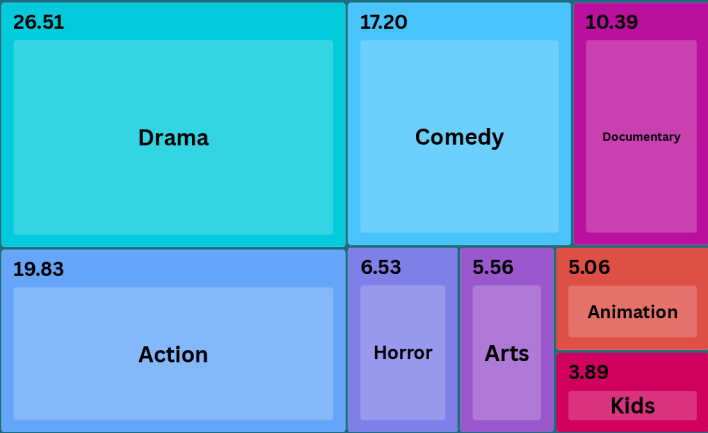 26.51
Drama
17.20
Comedy
10.39
Documentary
19.83
Action
6.53
Horror
5.56
Arts
5.06
Animation
3.89
Kids